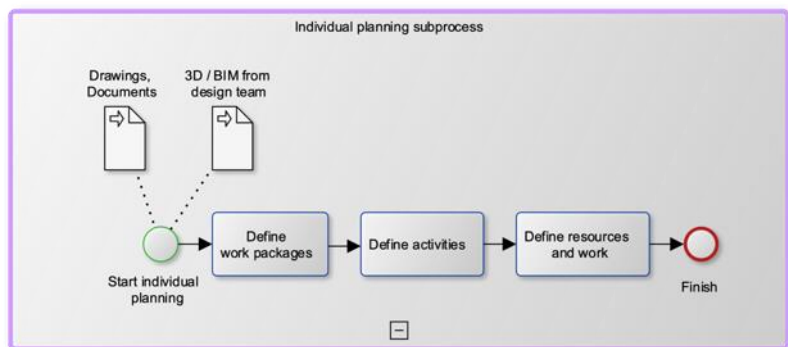 Individual planning subprocess
Drawings,
Documents
3D / BIM from
design team
Start individual
planning
Define
work packages
Define activities
Define resources
and work
Finish